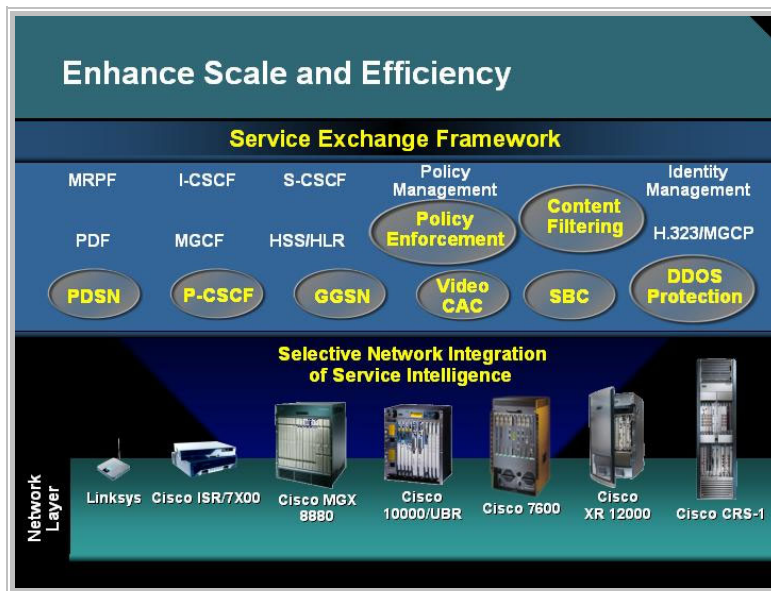 Enhance Scale and Efficiency
Service Exchange Framework
MRPF I-CSCF S-CSCF Policy Management Identity Management
Policy Enforcement Content Filtering
PDF MGCF HSS/HLR H.323/MGCP
PDSN P-CSCF GGSN Video CAC SBC DDOS Protection
Selective Network Integration
of Service Intelligence
Network
Layer
Linksys Cisco ISR/7X00 Cisco MGX 8880 Cisco 10000/UBR Cisco 7600 Cisco XR 12000 Cisco CRS-1